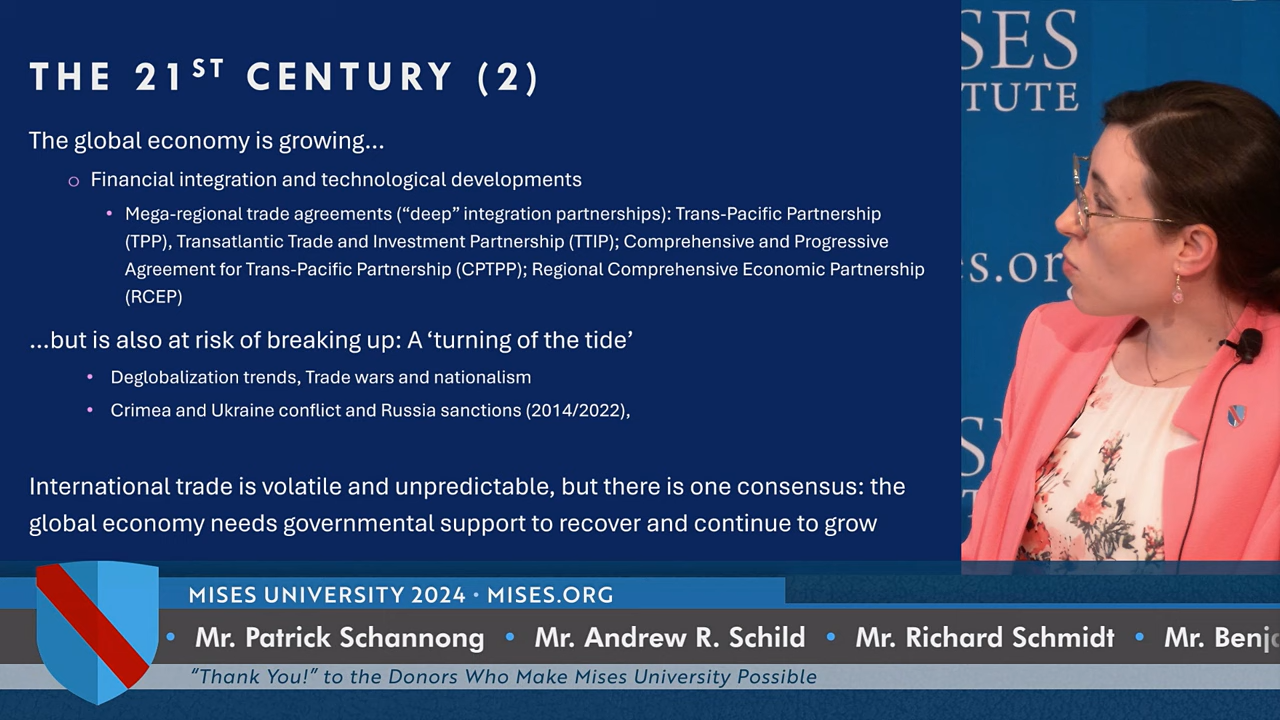 THE 21ST CENTURY (2)
The global economy is growing...
o Financial integration and technological developments
• Mega-regional trade agreements (“deep” integration partnerships): Trans-Pacific Partnership
(TPP), Transatlantic Trade and Investment Partnership (TTIP); Comprehensive and Progressive
Agreement for Trans-Pacific Partnership (CPTPP); Regional Comprehensive Economic Partnership
(RCEP)
...but is also at risk of breaking up: A ‘turning of the tide’
• Deglobalization trends, Trade wars and nationalism
• Crimea and Ukraine conflict and Russia sanctions (2014/2022),
International trade is volatile and unpredictable, but there is one consensus: the
global economy needs governmental support to recover and continue to grow
ISES
TUTE
es.or
MISES UNIVERSITY 2024 • MISES.ORG
• Mr. Patrick Schannong • Mr. Andrew R. Schild • Mr. Richard Schmidt • Mr. Benj
“Thank You!” to the Donors Who Make Mises University Possible